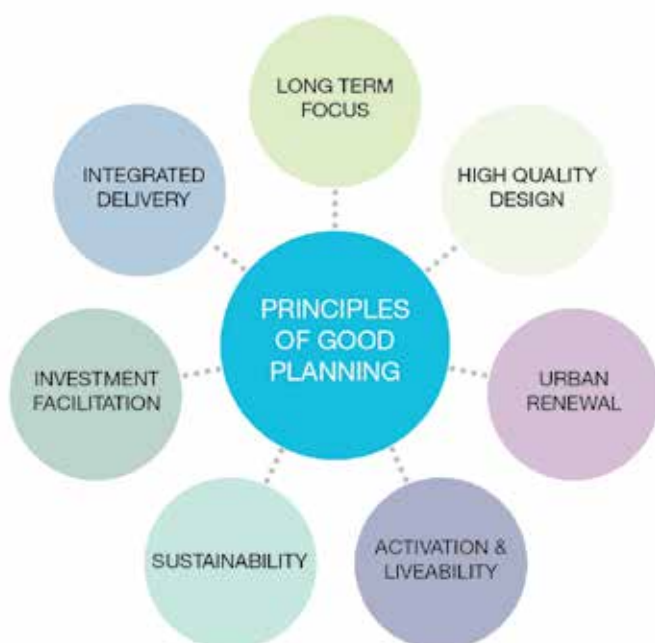 LONG TERM
FOCUS
HIGH QUALITY
DESIGN
URBAN
RENEWAL
ACTIVATION &
LIVEABILITY
SUSTAINABILITY
INVESTMENT
FACILITATION
INTEGRATED
DELIVERY
PRINCIPLES
OF GOOD
PLANNING